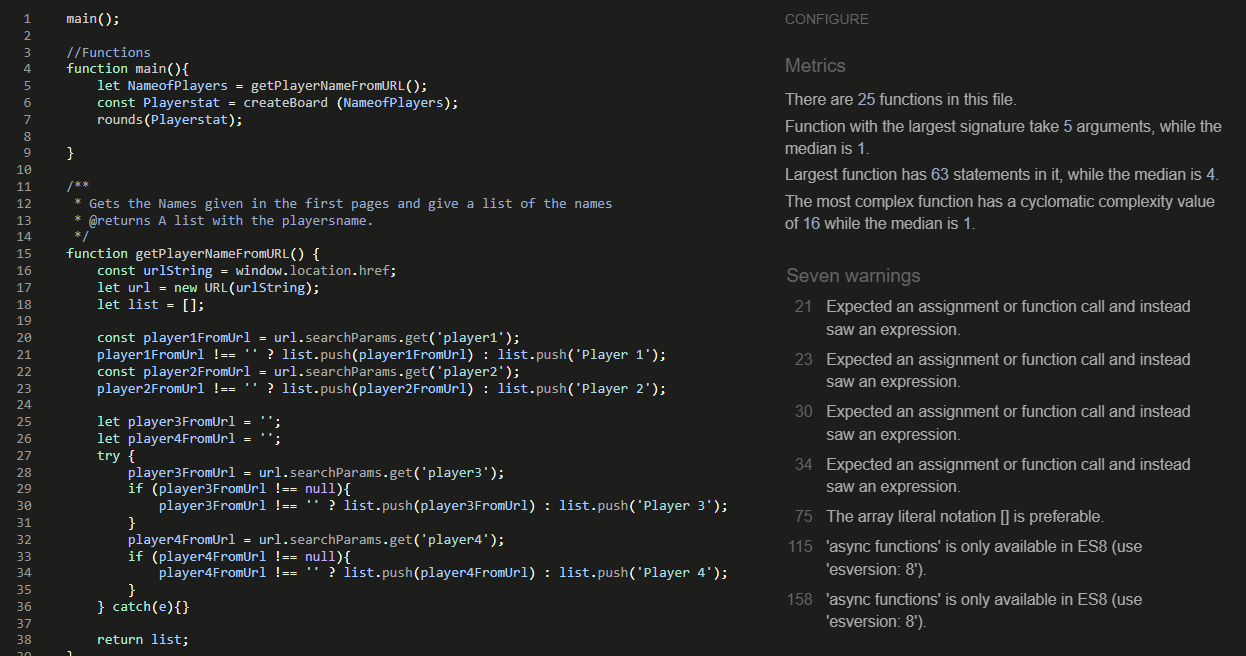 1 main();
2
3 //Functions
4 function main(){
5 let NameofPlayers = getPlayerNameFromURL();
6 const Playerstat = createBoard (NameofPlayers);
7 rounds(Playerstat);
8
9 }
10
11 /**
12 * Gets the Names given in the first pages and give a list of the names
13 * @returns A list with the playersname.
14 */
15 function getPlayerNameFromURL() {
16 const urlString = window.location.href;
17 let url = new URL(urlString);
18 let list = [];
19
20 const player1FromUrl = url.searchParams.get('player1');
21 player1FromUrl !== '' ? list.push(player1FromUrl) : list.push('Player 1');
22 const player2FromUrl = url.searchParams.get('player2');
23 player2FromUrl !== '' ? list.push(player2FromUrl) : list.push('Player 2');
24
25 let player3FromUrl = '';
26 let player4FromUrl = '';
27 try {
28 player3FromUrl = url.searchParams.get('player3');
29 if (player3FromUrl !== null){
30 player3FromUrl !== '' ? list.push(player3FromUrl) : list.push('Player 3');
31 }
32 player4FromUrl = url.searchParams.get('player4');
33 if (player4FromUrl !== null){
34 player4FromUrl !== '' ? list.push(player4FromUrl) : list.push('Player 4');
35 }
36 } catch(e){}
37
38 return list;
CONFIGURE
Metrics
There are 25 functions in this file.
Function with the largest signature take 5 arguments, while the
median is 1.
Largest function has 63 statements in it, while the median is 4.
The most complex function has a cyclomatic complexity value
of 16 while the median is 1.
Seven warnings
21 Expected an assignment or function call and instead
saw an expression.
23 Expected an assignment or function call and instead
saw an expression.
30 Expected an assignment or function call and instead
saw an expression.
34 Expected an assignment or function call and instead
saw an expression.
75 The array literal notation [] is preferable.
115 'async functions' is only available in ES8 (use
'esversion: 8').
158 'async functions' is only available in ES8 (use
'esversion: 8').